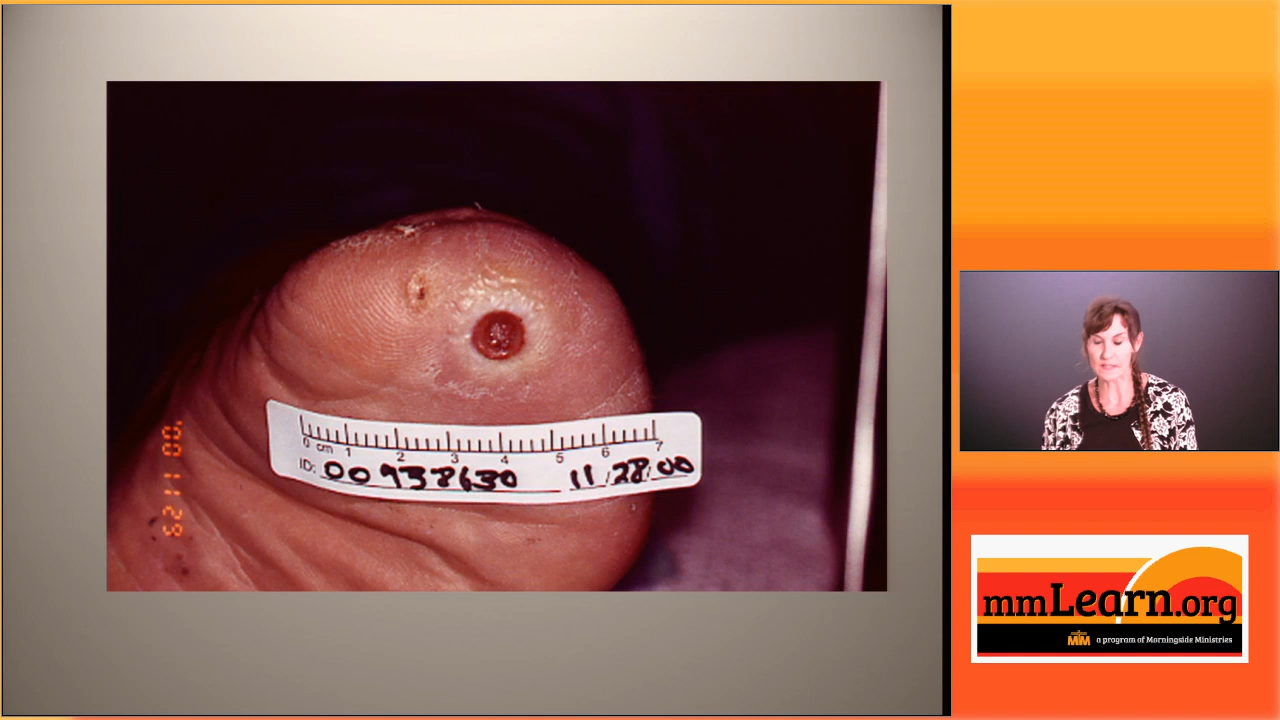 0 cm 1 2 3 4 5 6 7
ID: 00938630 11/28/00
'00 11
mmLearn.org
MM a program of Morningside Ministries